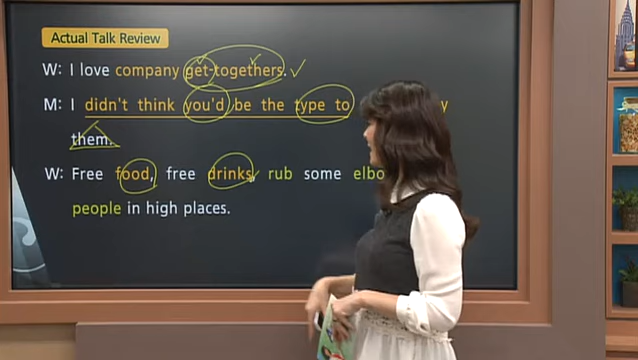 Actual Talk Review
W: I love company get-togethers.
M: I didn't think you'd be the type to
them.
W: Free food, free drinks, rub some elbo
people in high places.